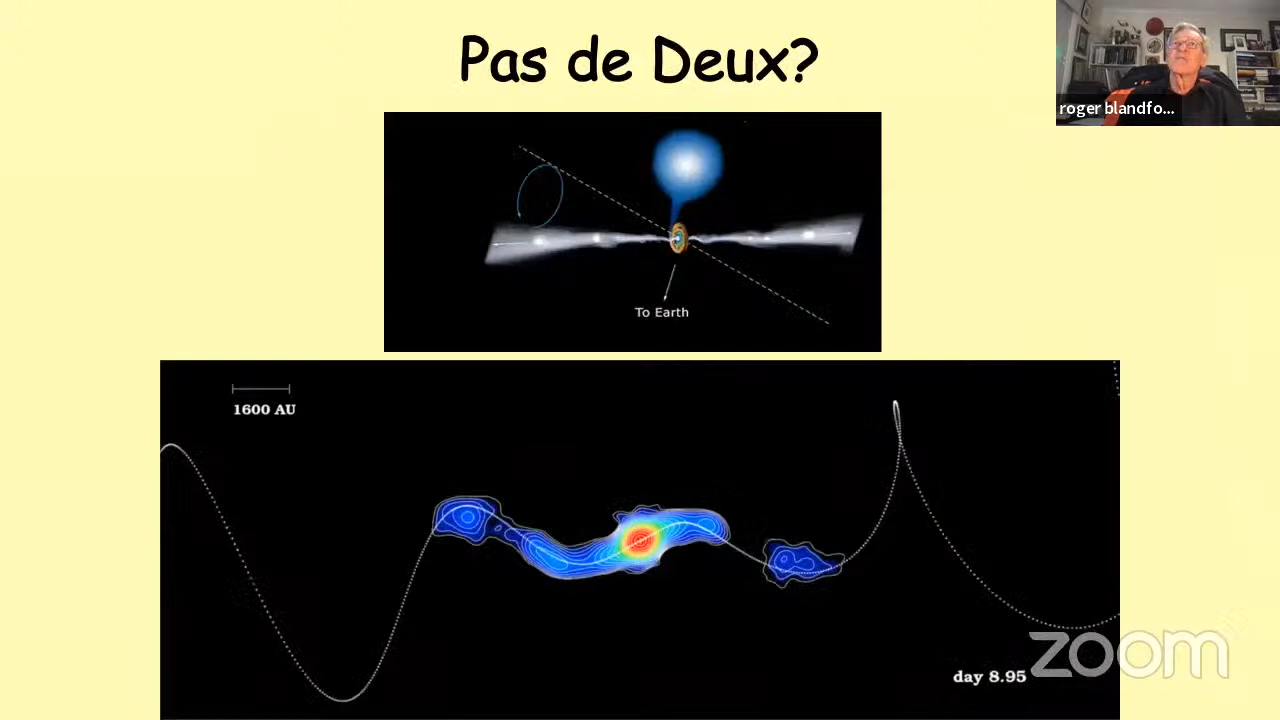 Pas de Deux?
roger blandfo...
To Earth
1600 AU
day 8.95
zoom